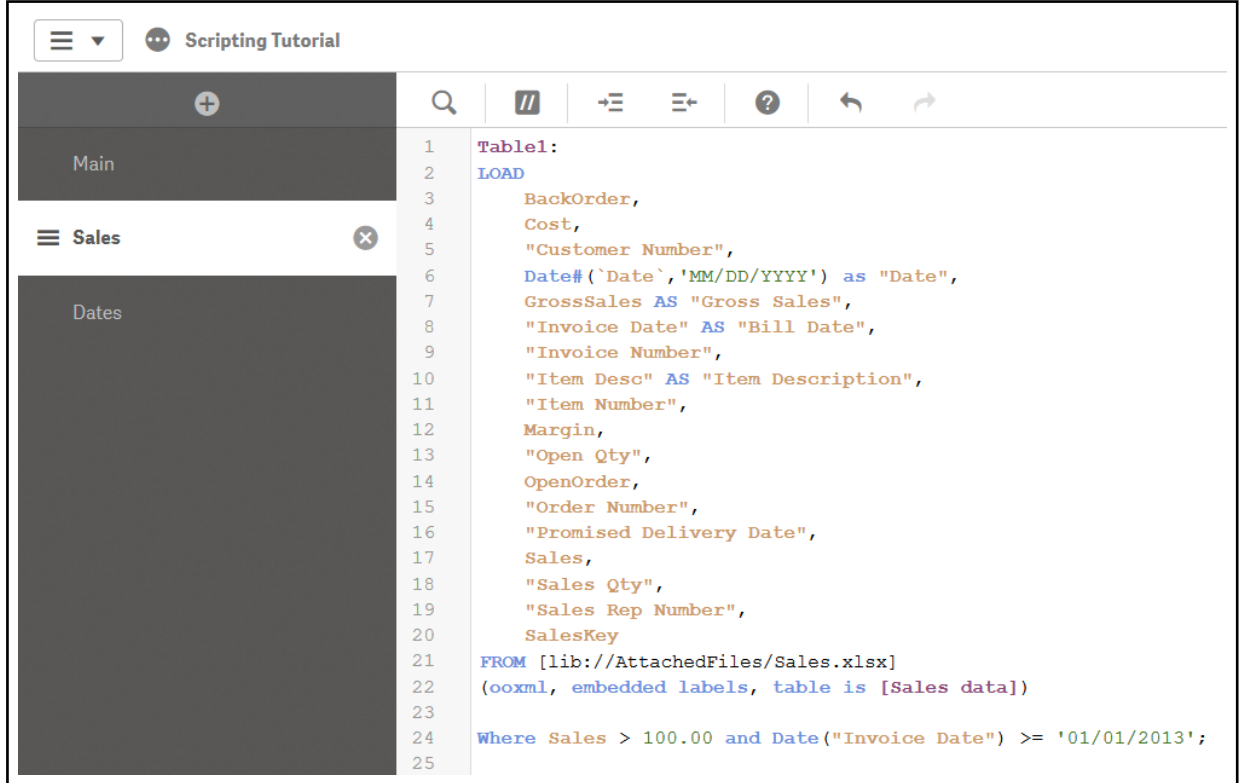 Scripting Tutorial
Main
Sales
Dates
1 Table1:
2 LOAD
3 BackOrder,
4 Cost,
5 "Customer Number",
6 Date#(`Date`,'MM/DD/YYYY') as "Date",
7 GrossSales AS "Gross Sales",
8 "Invoice Date" AS "Bill Date",
9 "Invoice Number",
10 "Item Desc" AS "Item Description",
11 "Item Number",
12 Margin,
13 "Open Qty",
14 OpenOrder,
15 "Order Number",
16 "Promised Delivery Date",
17 Sales,
18 "Sales Qty",
19 "Sales Rep Number",
20 SalesKey
21 FROM [lib://AttachedFiles/Sales.xlsx]
22 (ooxml, embedded labels, table is [Sales data])
23
24 Where Sales > 100.00 and Date("Invoice Date") >= '01/01/2013';
25